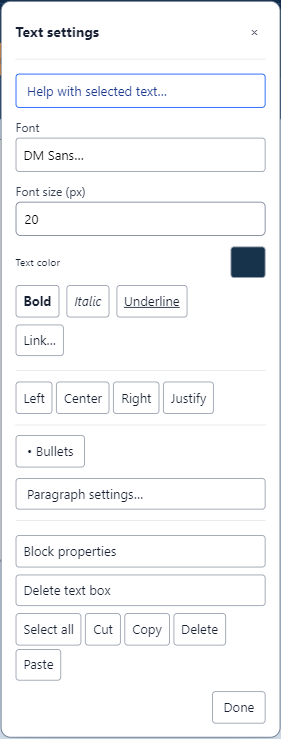 Text settings ×
Help with selected text...
Font
DM Sans...
Font size (px)
20
Text color
Bold Italic Underline
Link...
Left Center Right Justify
• Bullets
Paragraph settings...
Block properties
Delete text box
Select all Cut Copy Delete
Paste
Done